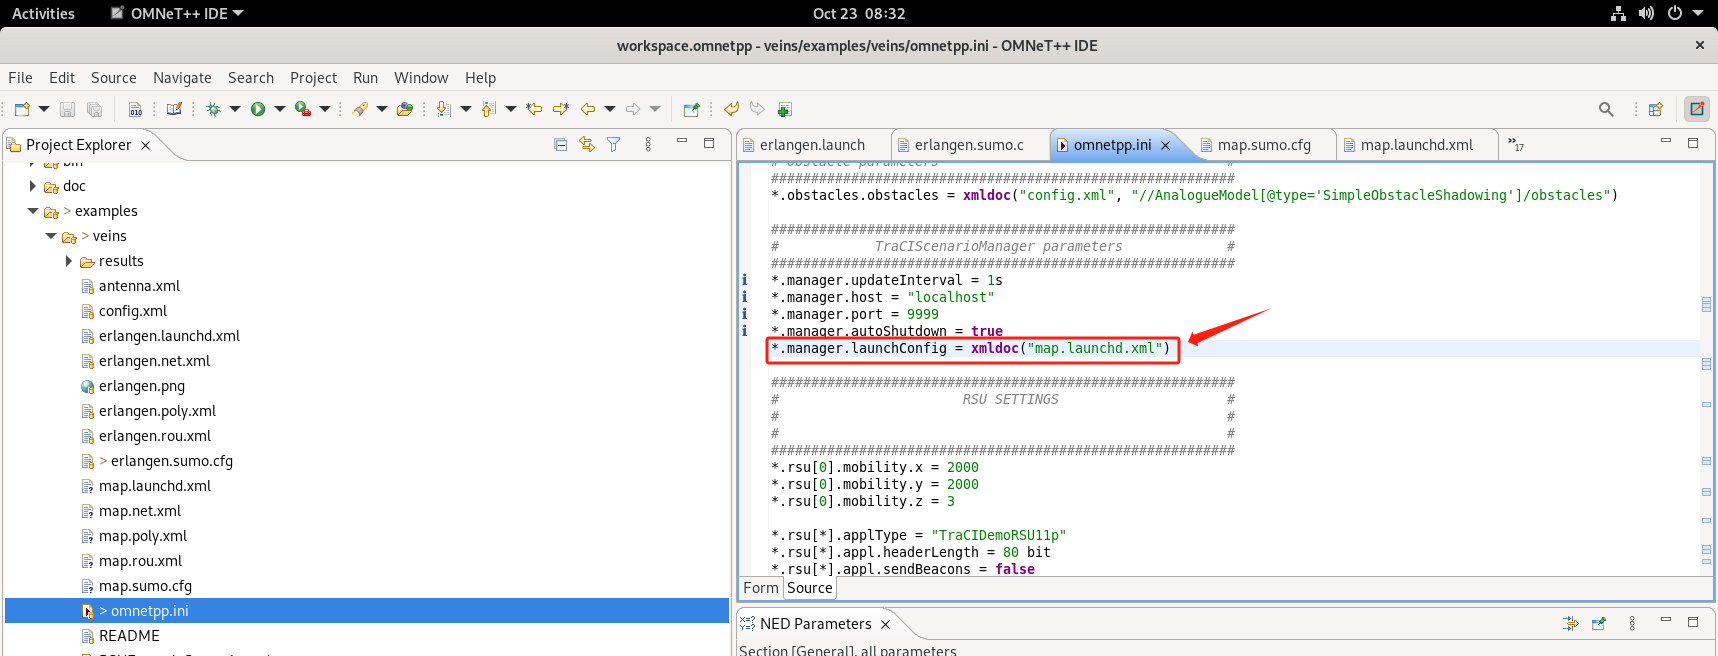 Activities
OMNeT++ IDE
Oct 23 08:32
workspace.omnetpp - veins/examples/veins/omnetpp.ini - OMNeT++ IDE
File Edit Source Navigate Search Project Run Window Help
Project Explorer
bin
doc
> examples
> veins
results
antenna.xml
config.xml
erlangen.launchd.xml
erlangen.net.xml
erlangen.png
erlangen.poly.xml
erlangen.rou.xml
> erlangen.sumo.cfg
map.launchd.xml
map.net.xml
map.poly.xml
map.rou.xml
map.sumo.cfg
> omnetpp.ini
README
erlangen.launch
erlangen.sumo.c
omnetpp.ini
map.sumo.cfg
map.launchd.xml
»17
# Obstacle parameters #
##########################################################
*.obstacles.obstacles = xmldoc("config.xml", "//AnalogueModel[@type='SimpleObstacleShadowing']/obstacles")
##########################################################
# TraCIScenarioManager parameters #
##########################################################
*.manager.updateInterval = 1s
*.manager.host = "localhost"
*.manager.port = 9999
*.manager.autoShutdown = true
*.manager.launchConfig = xmldoc("map.launchd.xml")
##########################################################
# RSU SETTINGS #
# #
# #
##########################################################
*.rsu[0].mobility.x = 2000
*.rsu[0].mobility.y = 2000
*.rsu[0].mobility.z = 3
*.rsu[*].applType = "TraCIDemoRSU11p"
*.rsu[*].appl.headerLength = 80 bit
*.rsu[*].appl.sendBeacons = false
Form Source
NED Parameters
Section [General], all parameters